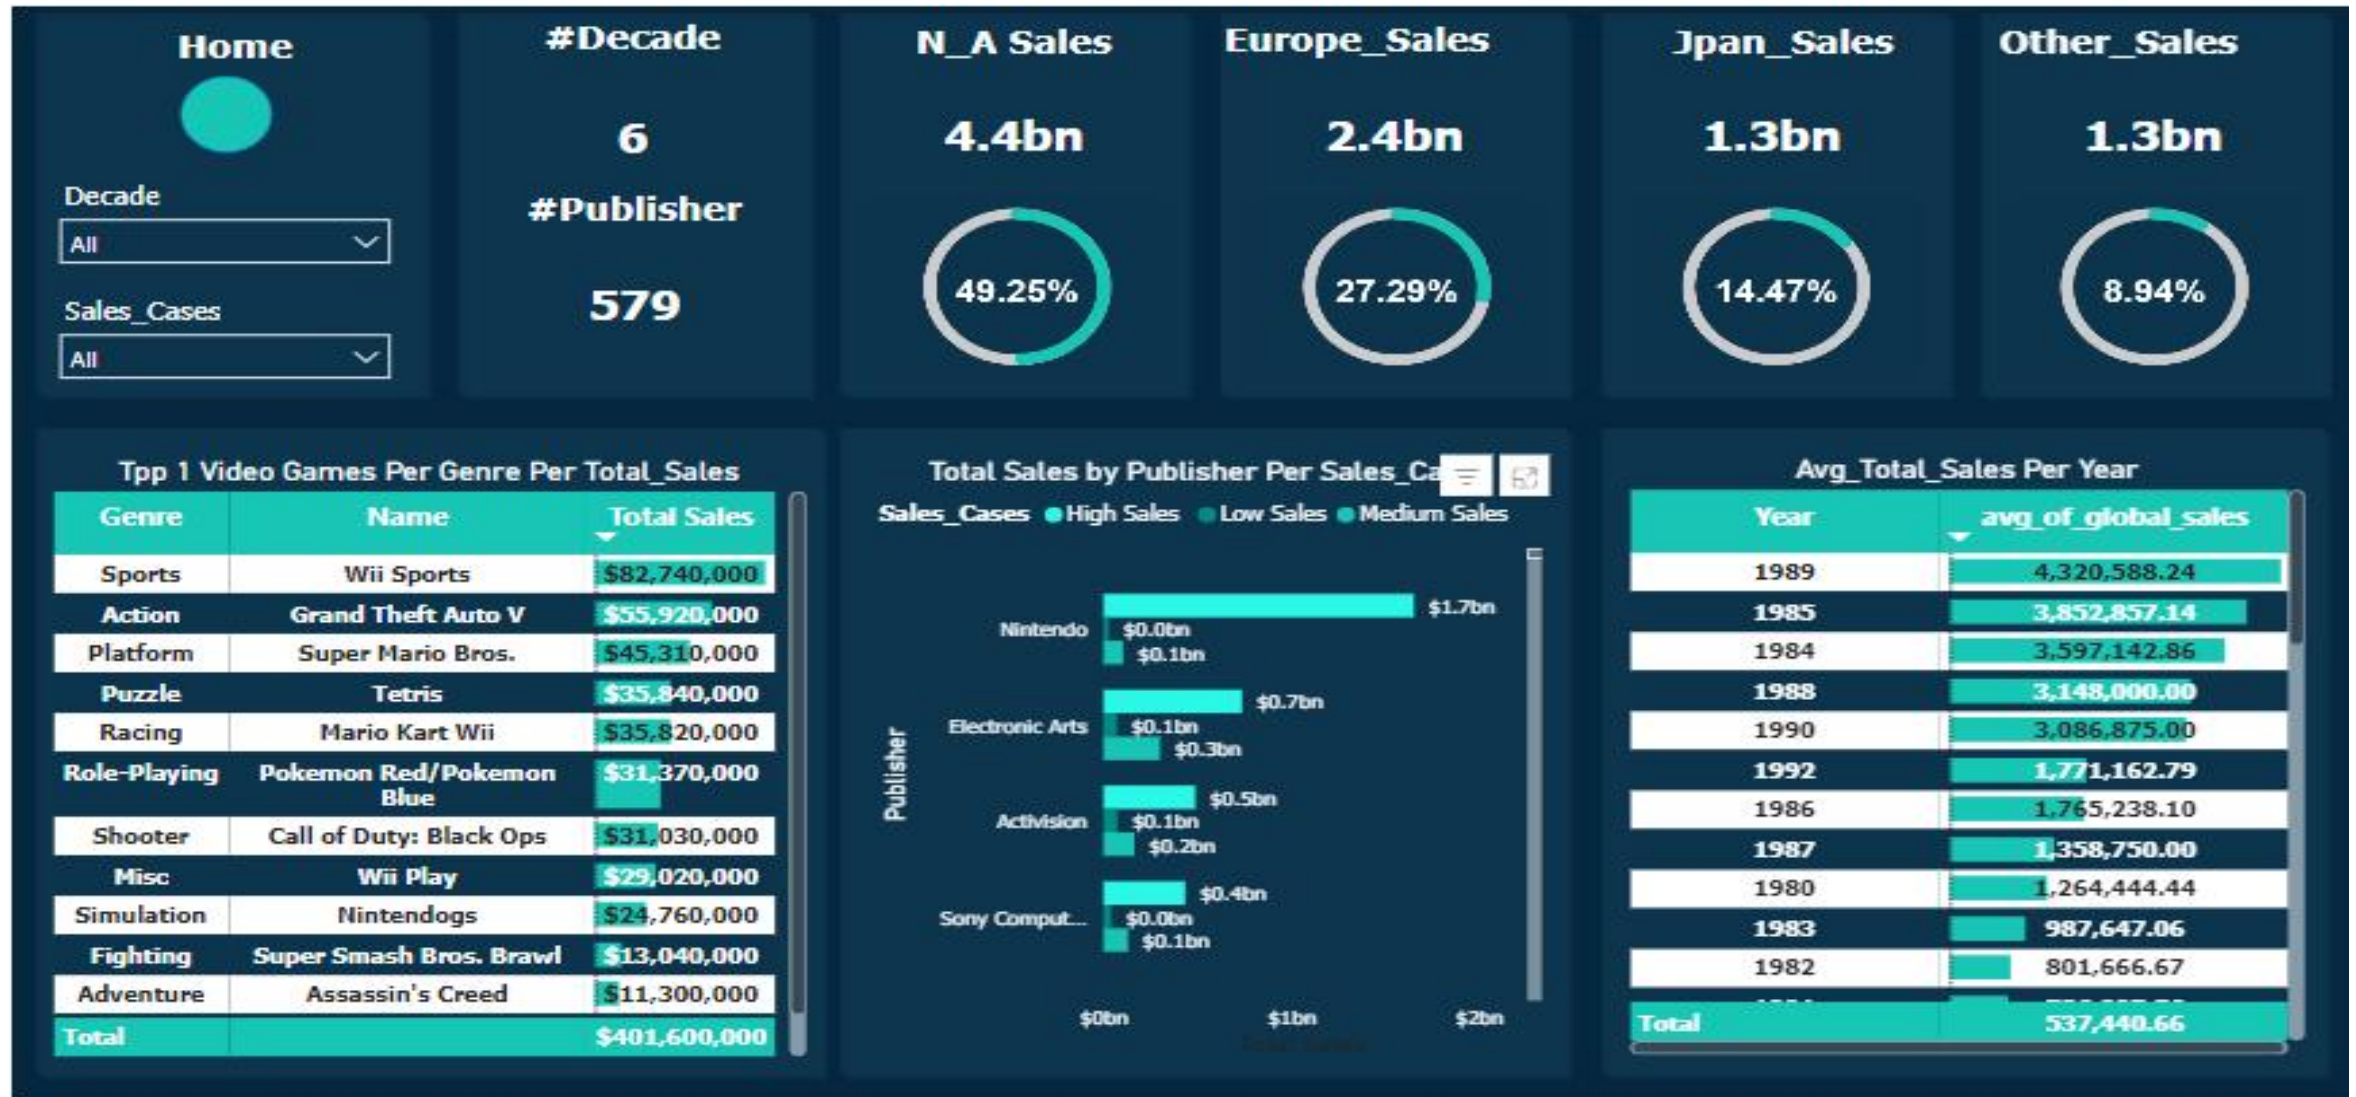 Home
Decade
All
Sales_Cases
All
#Decade
6
#Publisher
579
N_A Sales
4.4bn
49.25%
Europe_Sales
2.4bn
27.29%
Jpan_Sales
1.3bn
14.47%
Other_Sales
1.3bn
8.94%
Tpp 1 Video Games Per Genre Per Total_Sales
Genre Name Total Sales
Sports Wii Sports $82,740,000
Action Grand Theft Auto V $55,920,000
Platform Super Mario Bros. $45,310,000
Puzzle Tetris $35,840,000
Racing Mario Kart Wii $35,820,000
Role-Playing Pokemon Red/Pokemon $31,370,000
Blue
Shooter Call of Duty: Black Ops $31,030,000
Misc Wii Play $29,020,000
Simulation Nintendogs $24,760,000
Fighting Super Smash Bros. Brawl $13,040,000
Adventure Assassin's Creed $11,300,000
Total $401,600,000
Total Sales by Publisher Per Sales_Ca
Sales_Cases High Sales Low Sales Medium Sales
Publisher
Nintendo
$1.7bn
$0.0bn
$0.1bn
Electronic Arts
$0.7bn
$0.1bn
$0.3bn
Activision
$0.5bn
$0.1bn
$0.2bn
Sony Comput...
$0.4bn
$0.0bn
$0.1bn
$0bn $1bn $2bn
Avg_Total_Sales Per Year
Year avg_of_global_sales
1989 4,320,588.24
1985 3,852,857.14
1984 3,597,142.86
1988 3,148,000.00
1990 3,086,875.00
1992 1,771,162.79
1986 1,765,238.10
1987 1,358,750.00
1980 1,264,444.44
1983 987,647.06
1982 801,666.67
Total 537,440.66